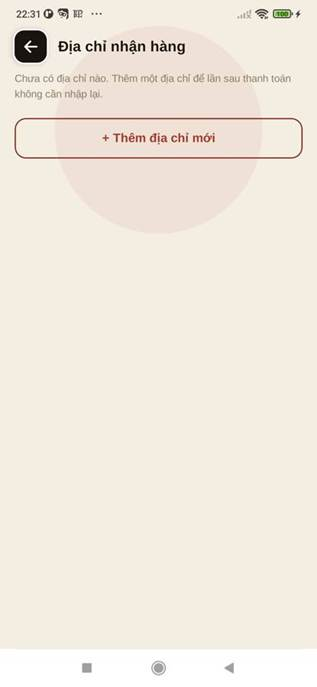 22:31
100
Địa chỉ nhận hàng
Chưa có địa chỉ nào. Thêm một địa chỉ để lần sau thanh toán
không cần nhập lại.
+ Thêm địa chỉ mới